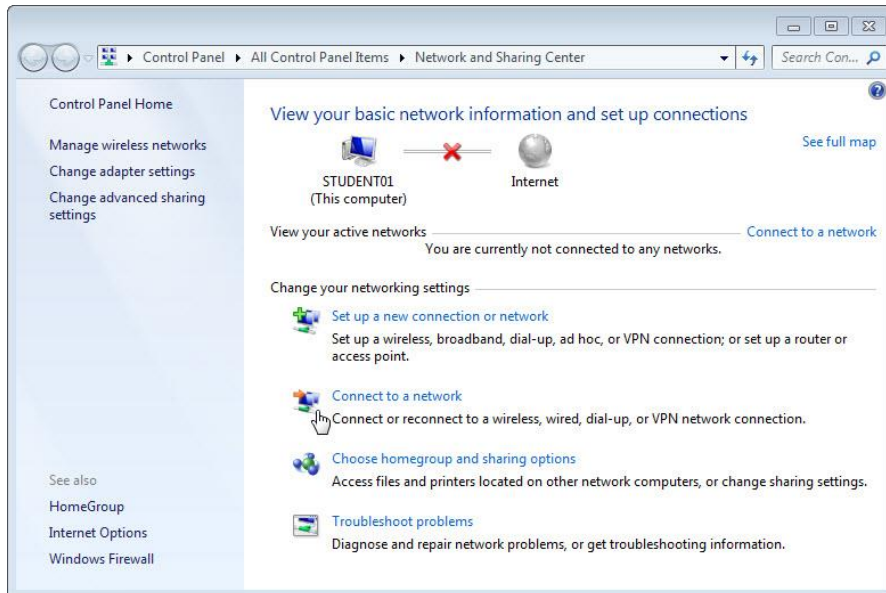 Control Panel All Control Panel Items Network and Sharing Center Search Con...
Control Panel Home
Manage wireless networks
Change adapter settings
Change advanced sharing
settings
See also
HomeGroup
Internet Options
Windows Firewall
View your basic network information and set up connections
See full map
STUDENT01
(This computer)
Internet
View your active networks
Connect to a network
You are currently not connected to any networks.
Change your networking settings
Set up a new connection or network
Set up a wireless, broadband, dial-up, ad hoc, or VPN connection; or set up a router or
access point.
Connect to a network
Connect or reconnect to a wireless, wired, dial-up, or VPN network connection.
Choose homegroup and sharing options
Access files and printers located on other network computers, or change sharing settings.
Troubleshoot problems
Diagnose and repair network problems, or get troubleshooting information.